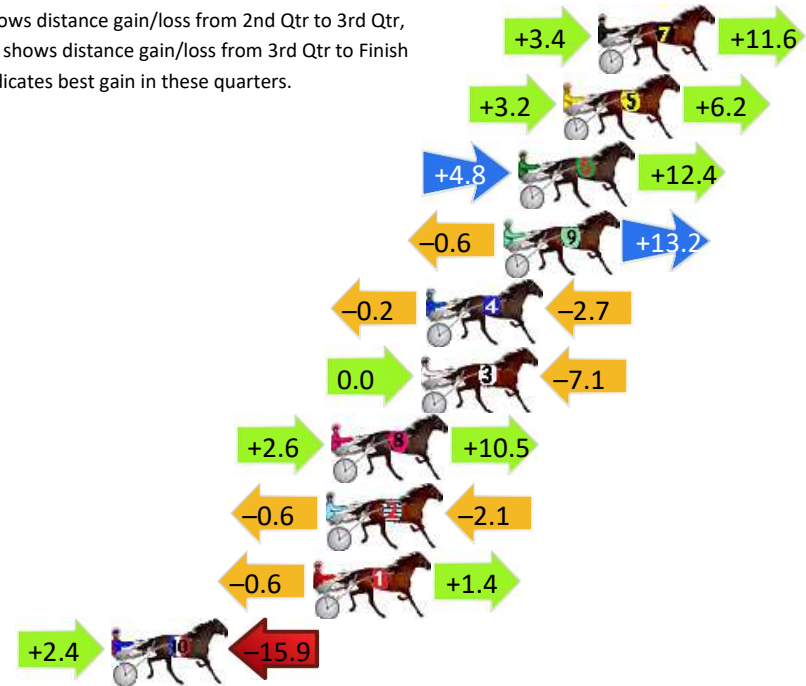 ows distance gain/loss from 2nd Qtr to 3rd Qtr,
shows distance gain/loss from 3rd Qtr to Finish
dicates best gain in these quarters.
+3.4 7 +11.6
+3.2 5 +6.2
+4.8 6 +12.4
−0.6 9 +13.2
−0.2 4 −2.7
0.0 3 −7.1
+2.6 8 +10.5
−0.6 2 −2.1
−0.6 1 +1.4
+2.4 10 −15.9